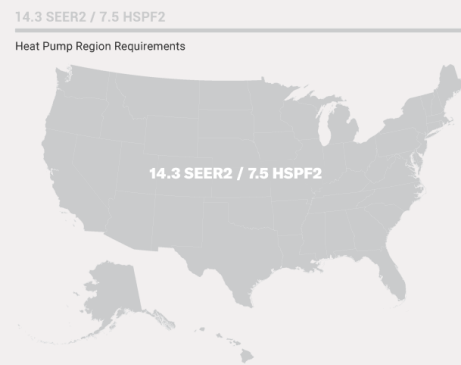 14.3 SEER2 / 7.5 HSPF2
Heat Pump Region Requirements
14.3 SEER2 / 7.5 HSPF2